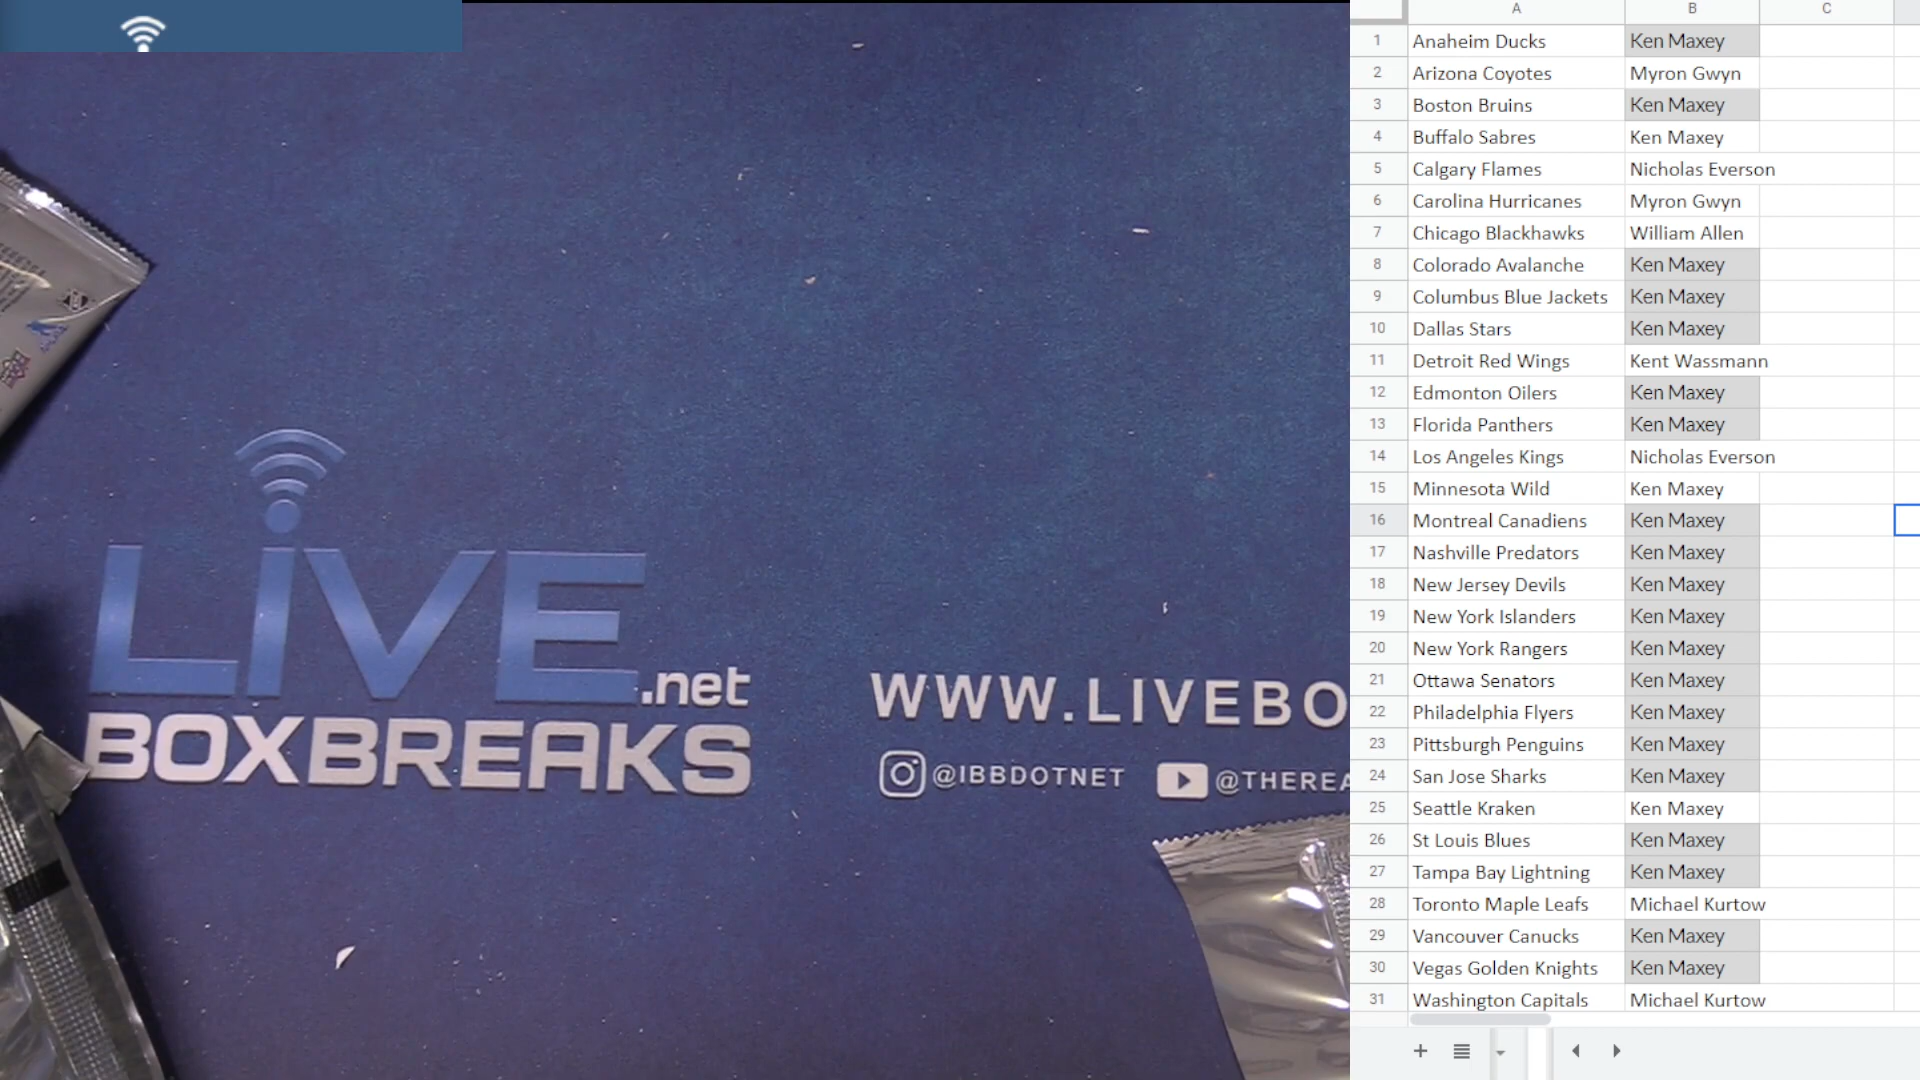 LiVE
.net
BOXBREAKS
WWW.LIVEBO
@IBBDOTNET
@THEREA
A B C
1 Anaheim Ducks Ken Maxey
2 Arizona Coyotes Myron Gwyn
3 Boston Bruins Ken Maxey
4 Buffalo Sabres Ken Maxey
5 Calgary Flames Nicholas Everson
6 Carolina Hurricanes Myron Gwyn
7 Chicago Blackhawks William Allen
8 Colorado Avalanche Ken Maxey
9 Columbus Blue Jackets Ken Maxey
10 Dallas Stars Ken Maxey
11 Detroit Red Wings Kent Wassmann
12 Edmonton Oilers Ken Maxey
13 Florida Panthers Ken Maxey
14 Los Angeles Kings Nicholas Everson
15 Minnesota Wild Ken Maxey
16 Montreal Canadiens Ken Maxey
17 Nashville Predators Ken Maxey
18 New Jersey Devils Ken Maxey
19 New York Islanders Ken Maxey
20 New York Rangers Ken Maxey
21 Ottawa Senators Ken Maxey
22 Philadelphia Flyers Ken Maxey
23 Pittsburgh Penguins Ken Maxey
24 San Jose Sharks Ken Maxey
25 Seattle Kraken Ken Maxey
26 St Louis Blues Ken Maxey
27 Tampa Bay Lightning Ken Maxey
28 Toronto Maple Leafs Michael Kurtow
29 Vancouver Canucks Ken Maxey
30 Vegas Golden Knights Ken Maxey
31 Washington Capitals Michael Kurtow